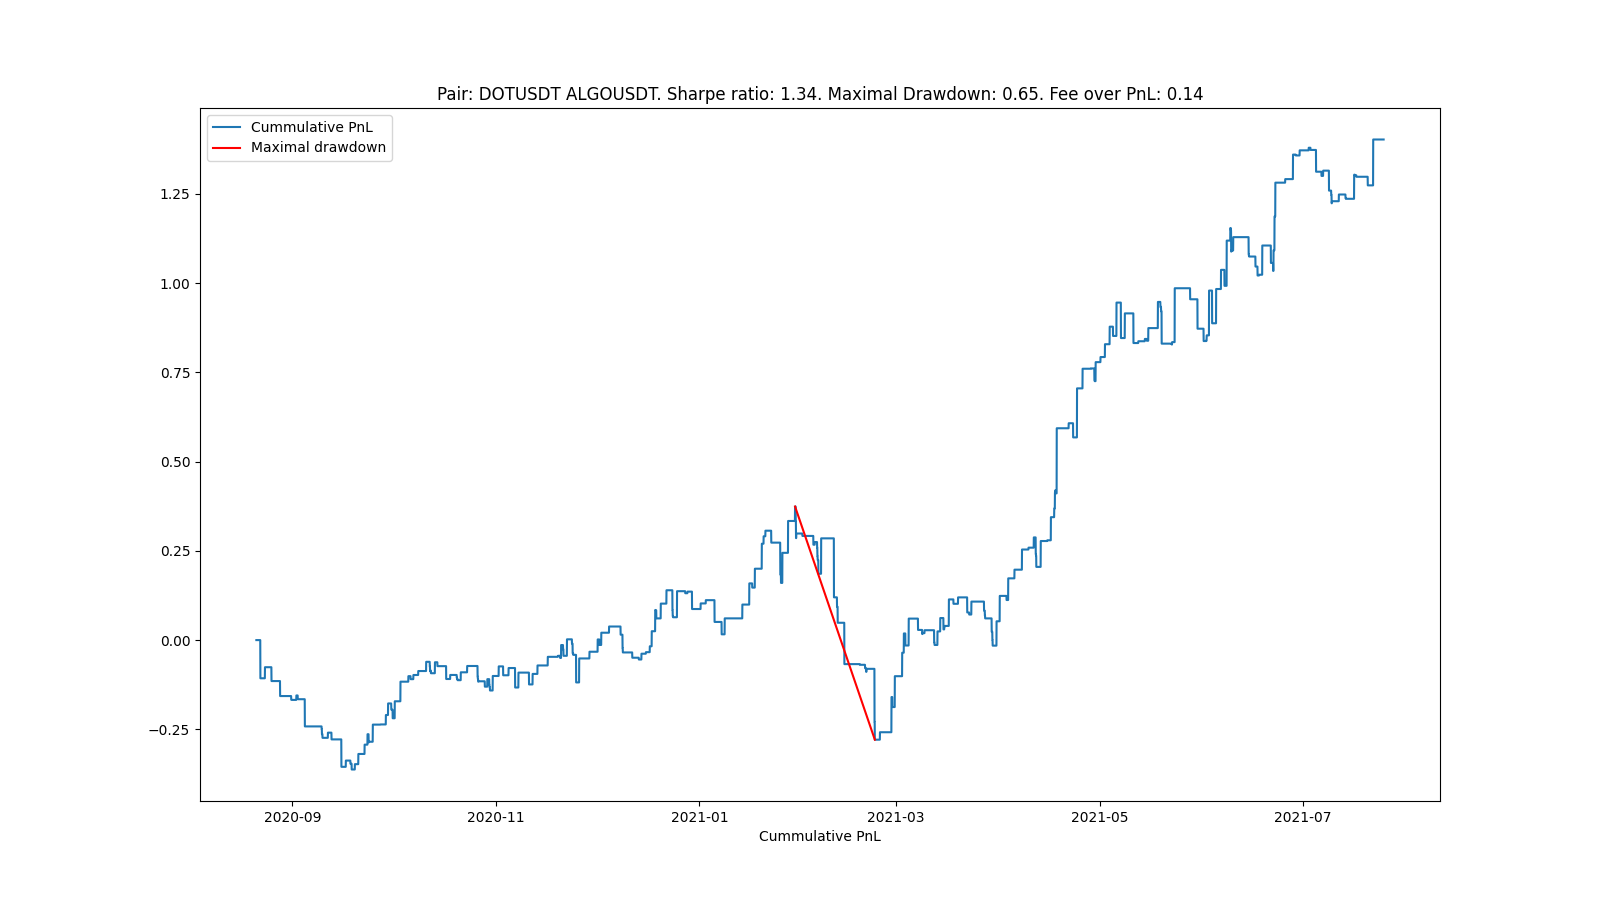 Pair: DOTUSDT ALGOUSDT. Sharpe ratio: 1.34. Maximal Drawdown: 0.65. Fee over PnL: 0.14
Cummulative PnL
Maximal drawdown
1.25
1.00
0.75
0.50
0.25
0.00
−0.25
2020-09 2020-11 2021-01 2021-03 2021-05 2021-07
Cummulative PnL